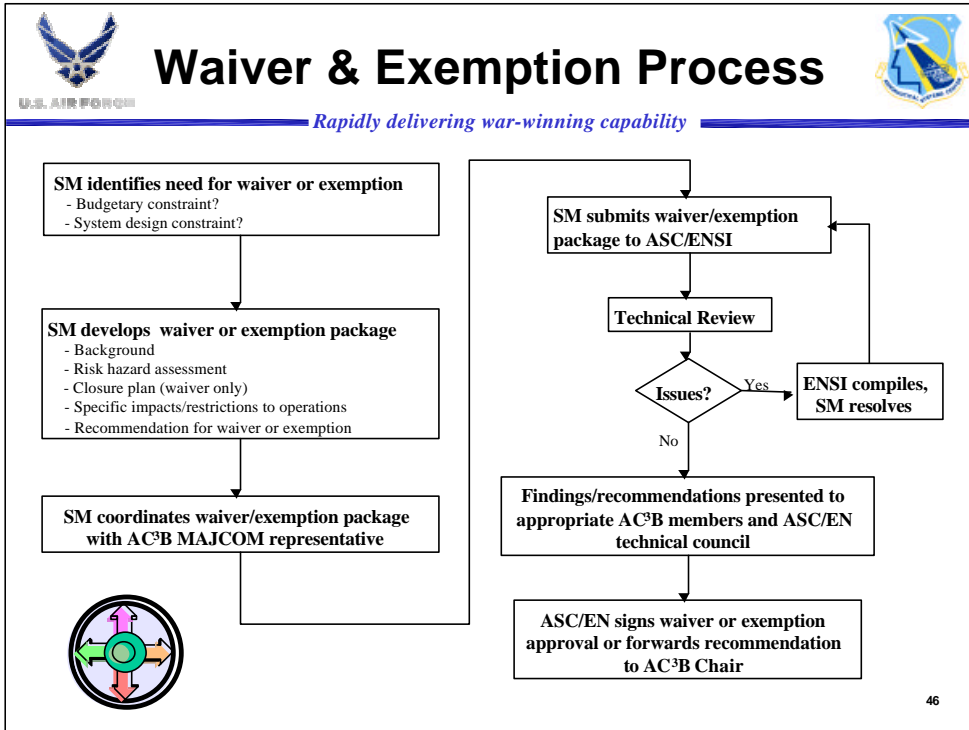 Waiver & Exemption Process
U.S. AIR FORCE
Rapidly delivering war-winning capability
SM identifies need for waiver or exemption
- Budgetary constraint?
- System design constraint?
SM develops waiver or exemption package
- Background
- Risk hazard assessment
- Closure plan (waiver only)
- Specific impacts/restrictions to operations
- Recommendation for waiver or exemption
SM coordinates waiver/exemption package
with AC³B MAJCOM representative
SM submits waiver/exemption
package to ASC/ENSI
Technical Review
Issues?
Yes
ENSI compiles,
SM resolves
No
Findings/recommendations presented to
appropriate AC³B members and ASC/EN
technical council
ASC/EN signs waiver or exemption
approval or forwards recommendation
to AC³B Chair
46